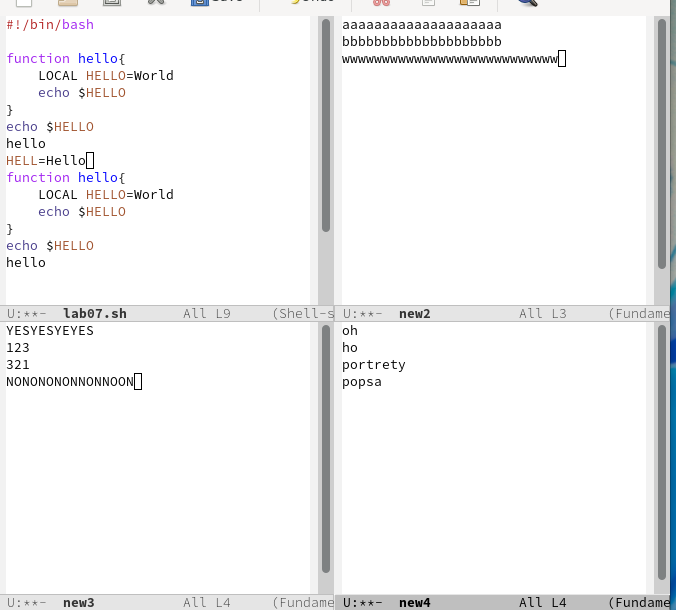 #!/bin/bash
function hello{
    LOCAL HELLO=World
    echo $HELLO
}
echo $HELLO
hello
HELL=Hello
function hello{
    LOCAL HELLO=World
    echo $HELLO
}
echo $HELLO
hello
U:**-  lab07.sh       All L9     (Shell-s
aaaaaaaaaaaaaaaaaaaa
bbbbbbbbbbbbbbbbbbbb
wwwwwwwwwwwwwwwwwwwwwwwwwww
U:**-  new2           All L3     (Fundame
YESYESYEYES
123
321
NONONONONNONNOON
U:**-  new3           All L4     (Fundame
oh
ho
portrety
popsa
U:**-  new4           All L4     (Fundame